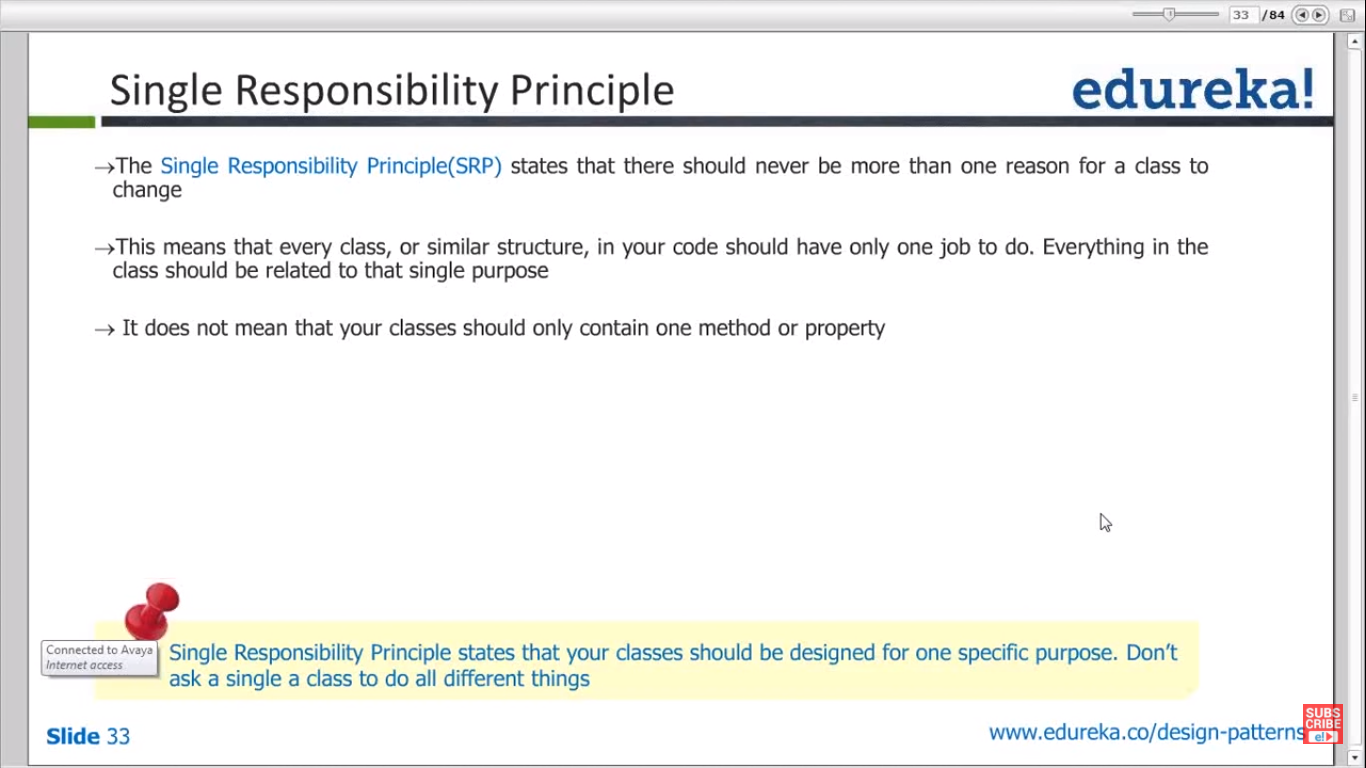 33 /84
Single Responsibility Principle
edureka!
→The Single Responsibility Principle(SRP) states that there should never be more than one reason for a class to
change
→This means that every class, or similar structure, in your code should have only one job to do. Everything in the
class should be related to that single purpose
→ It does not mean that your classes should only contain one method or property
Connected to Avaya
Internet access
Single Responsibility Principle states that your classes should be designed for one specific purpose. Don't
ask a single a class to do all different things
Slide 33
www.edureka.co/design-patterns
SUBS
CRIBE
e!